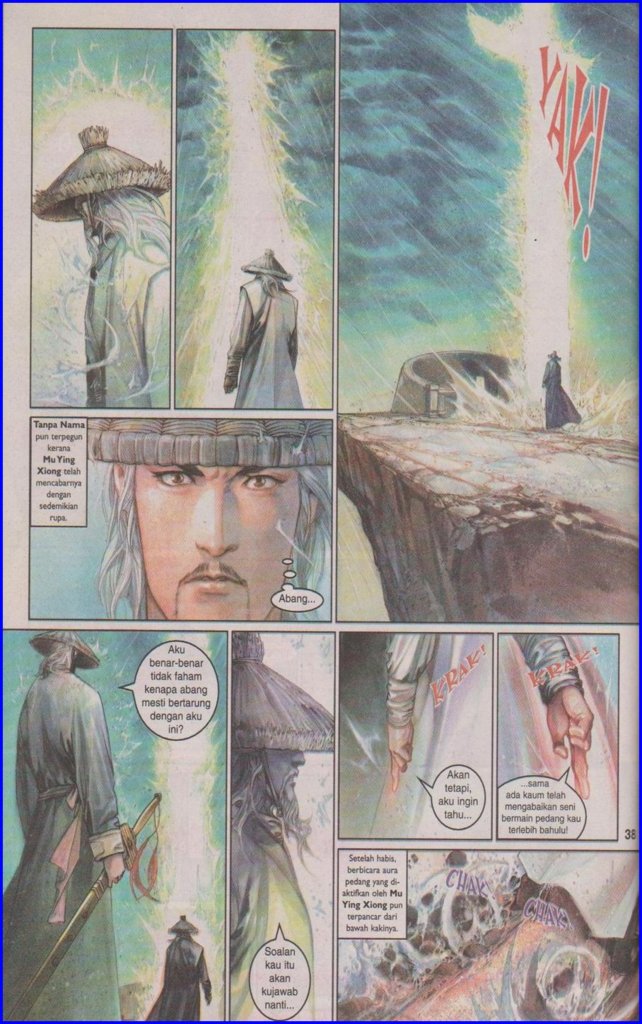 YAK!
Tanpa Nama
pun terpegun
kerana
Mu Ying
Xiong telah
mencabarnya
dengan
sedemikian
rupa.
Abang...
Aku
benar-benar
tidak faham
kenapa abang
mesti bertarung
dengan aku
ini?
Soalan
kau itu
akan
kujawab
nanti...
KRAK!
Akan
tetapi,
aku ingin
tahu...
KRAK!
...sama
ada kaum telah
mengabaikan seni
bermain pedang kau
terlebih bahulu!
38
Setelah habis,
berbicara aura
pedang yang di-
aktifkan oleh Mu
Ying Xiong pun
terpancar dari
bawah kakinya.
CHAK
CHAK